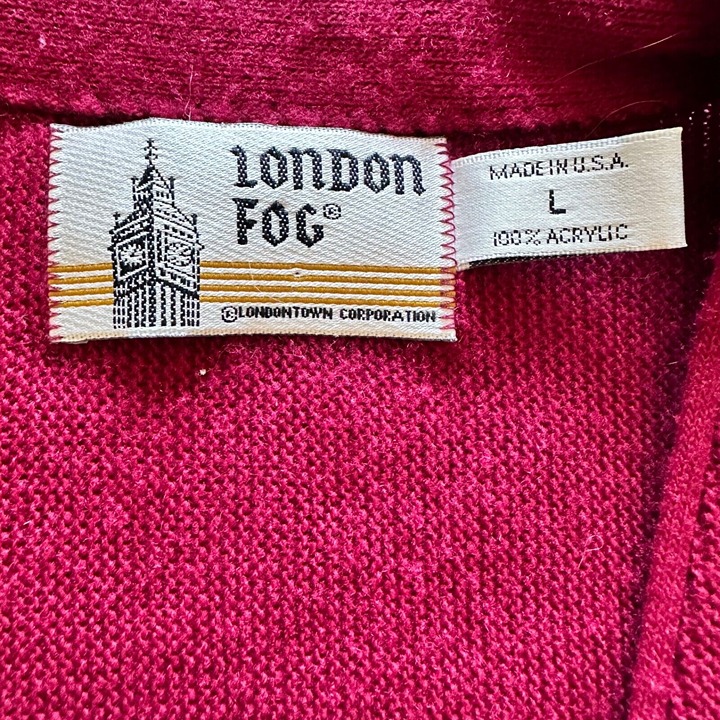 LONDON
FOG®
©LONDONTOWN CORPORATION
MADE IN U.S.A.
L
100% ACRYLIC